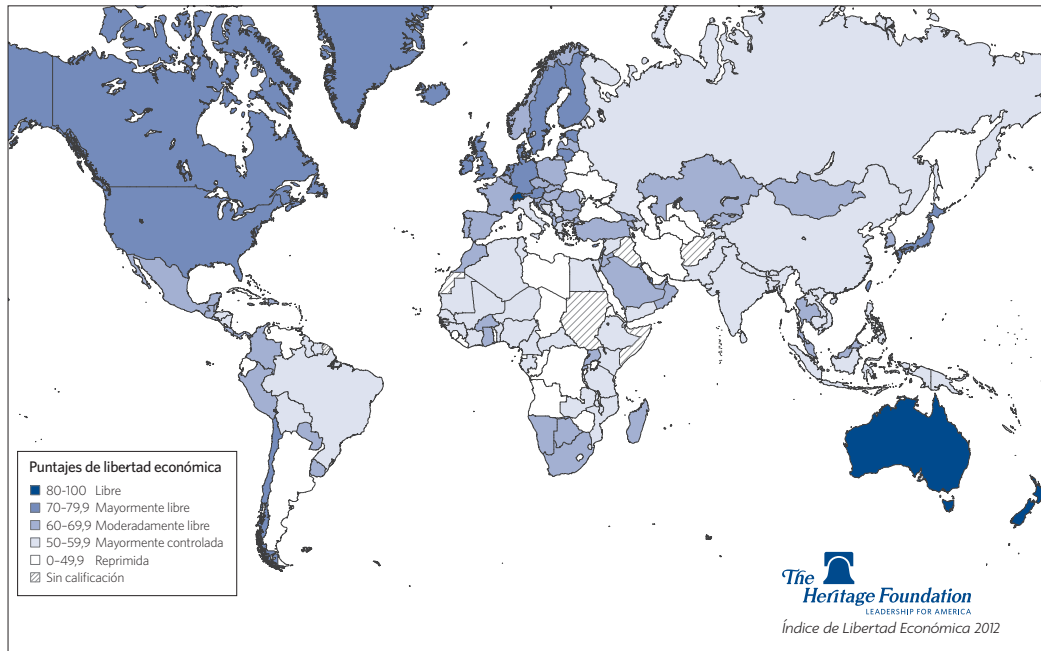 Puntajes de libertad económica
80-100 Libre
70–79,9 Mayormente libre
60–69,9 Moderadamente libre
50–59,9 Mayormente controlada
0–49,9 Reprimida
Sin calificación
The
Heritage Foundation
LEADERSHIP FOR AMERICA
Índice de Libertad Económica 2012